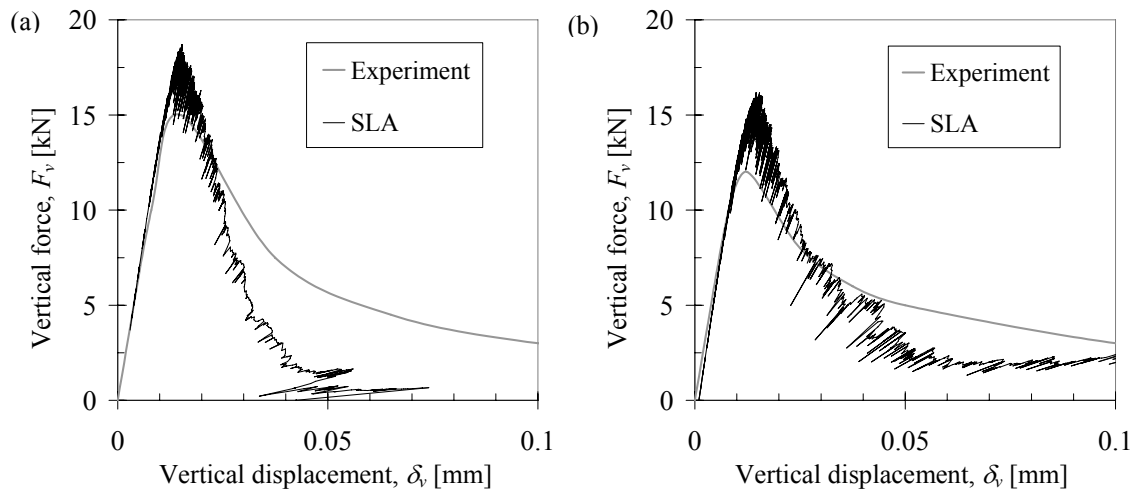 (a)
20
15
10
5
0
Vertical force, Fv [kN]
Experiment
SLA
0
0.05
0.1
Vertical displacement, δv [mm]
(b)
20
15
10
5
0
Vertical force, Fv [kN]
Experiment
SLA
0
0.05
0.1
Vertical displacement, δv [mm]